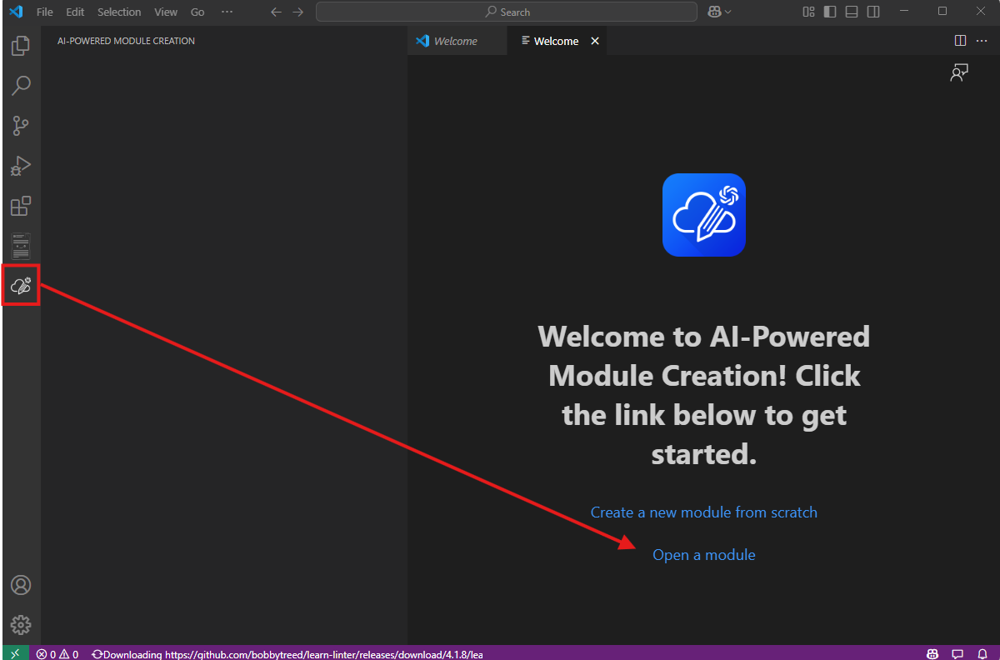 File Edit Selection View Go ··· Search
AI-POWERED MODULE CREATION
Welcome
Welcome
Welcome to AI-Powered
Module Creation! Click
the link below to get
started.
Create a new module from scratch
Open a module
0 0 Downloading https://github.com/bobbytreed/learn-linter/releases/download/4.1.8/lea